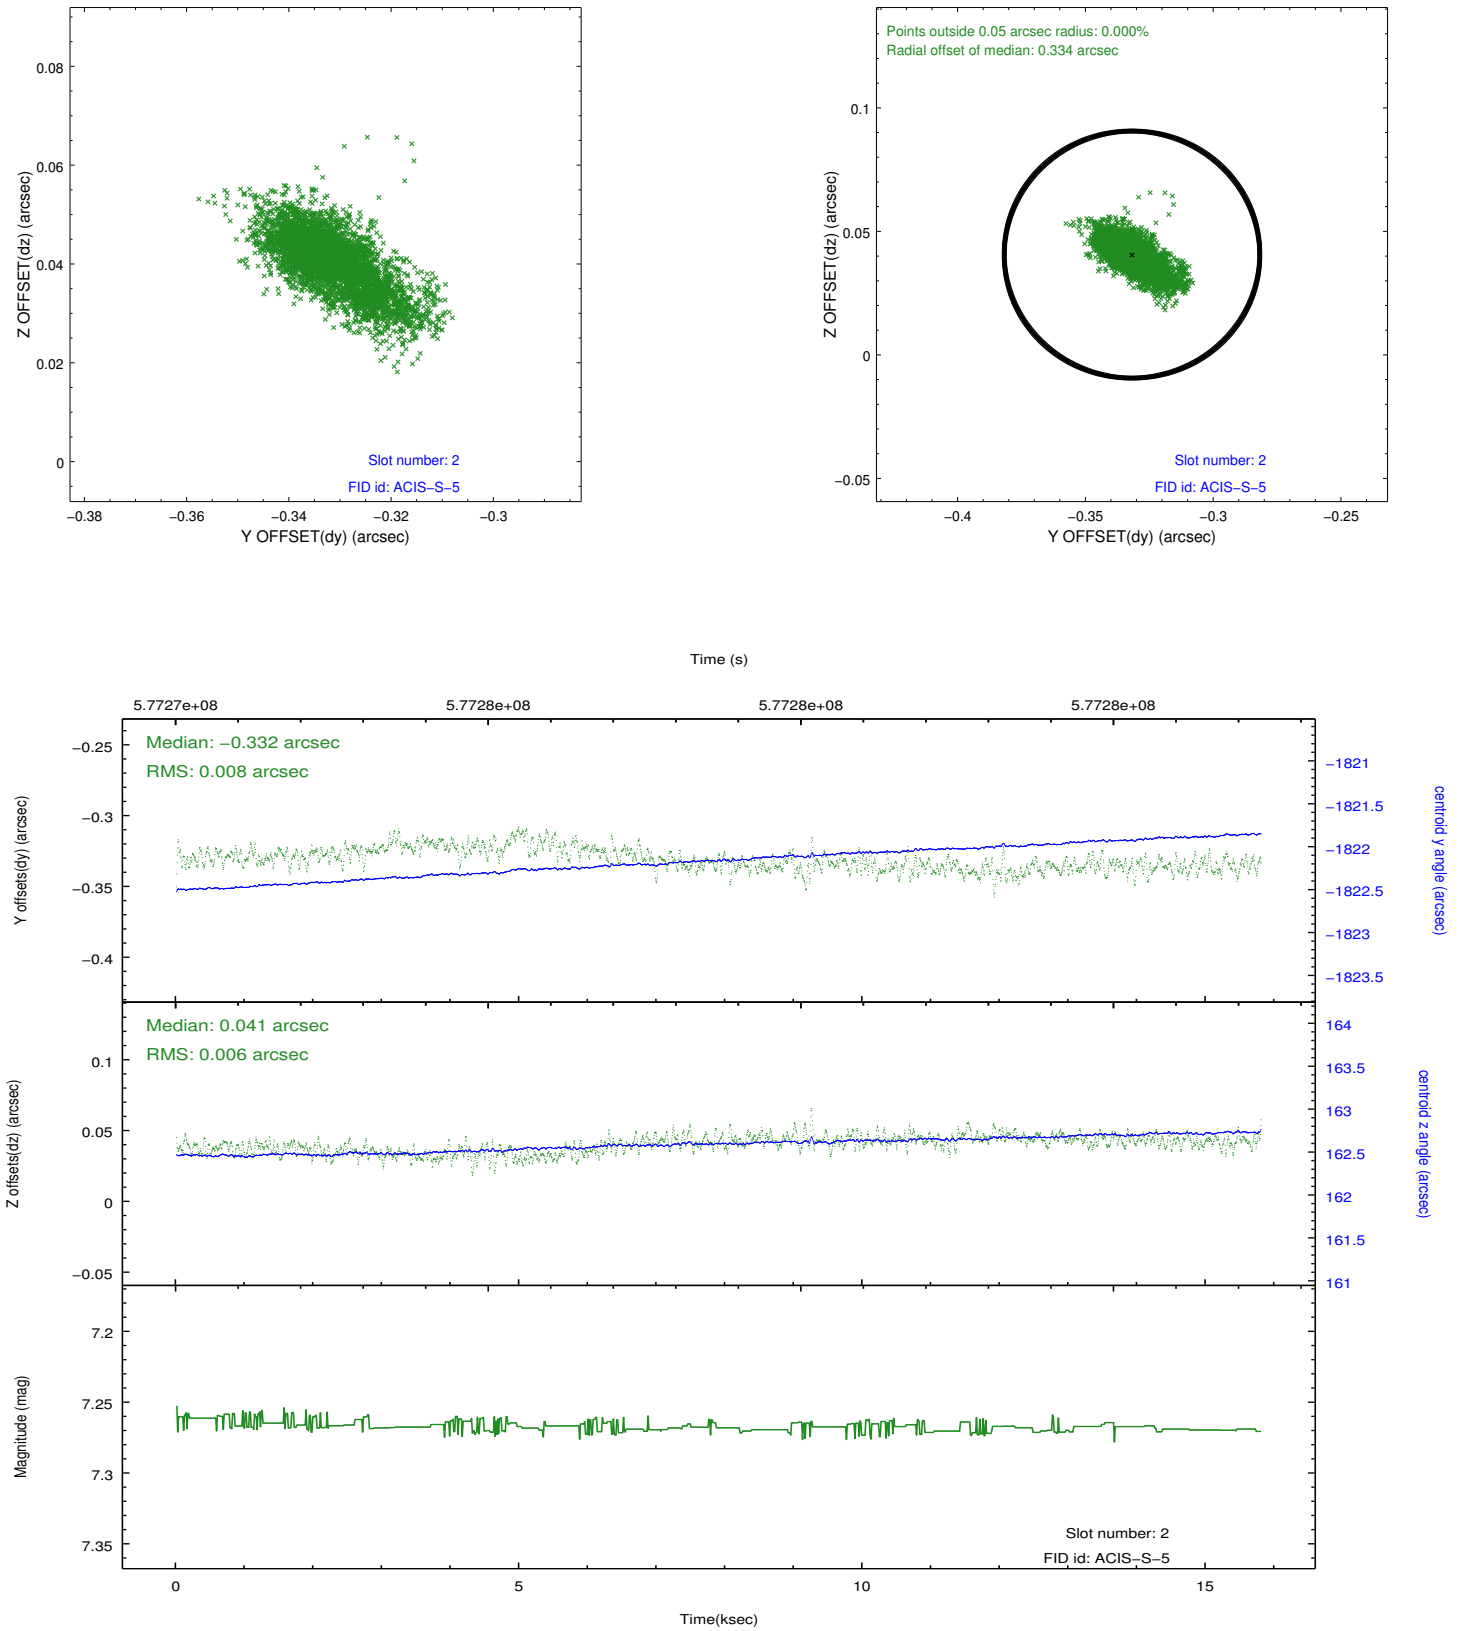 0.08
0.06
0.04
0.02
0
Z OFFSET(dz) (arcsec)
Slot number: 2
FID id: ACIS−S−5
−0.38
−0.36
−0.34
−0.32
−0.3
Y OFFSET(dy) (arcsec)
Points outside 0.05 arcsec radius: 0.000%
Radial offset of median: 0.334 arcsec
0.1
0.05
0
−0.05
Z OFFSET(dz) (arcsec)
Slot number: 2
FID id: ACIS−S−5
−0.4
−0.35
−0.3
−0.25
Y OFFSET(dy) (arcsec)
Time (s)
5.7727e+08
5.7728e+08
5.7728e+08
5.7728e+08
Median: −0.332 arcsec
RMS: 0.008 arcsec
−0.25
−0.3
−0.35
−0.4
Y offsets(dy) (arcsec)
−1821
−1821.5
−1822
−1822.5
−1823
−1823.5
centroid y angle (arcsec)
Median: 0.041 arcsec
RMS: 0.006 arcsec
0.1
0.05
0
−0.05
Z offsets(dz) (arcsec)
164
163.5
163
162.5
162
161.5
161
centroid z angle (arcsec)
7.2
7.25
7.3
7.35
Magnitude (mag)
Slot number: 2
FID id: ACIS−S−5
0
5
10
15
Time(ksec)